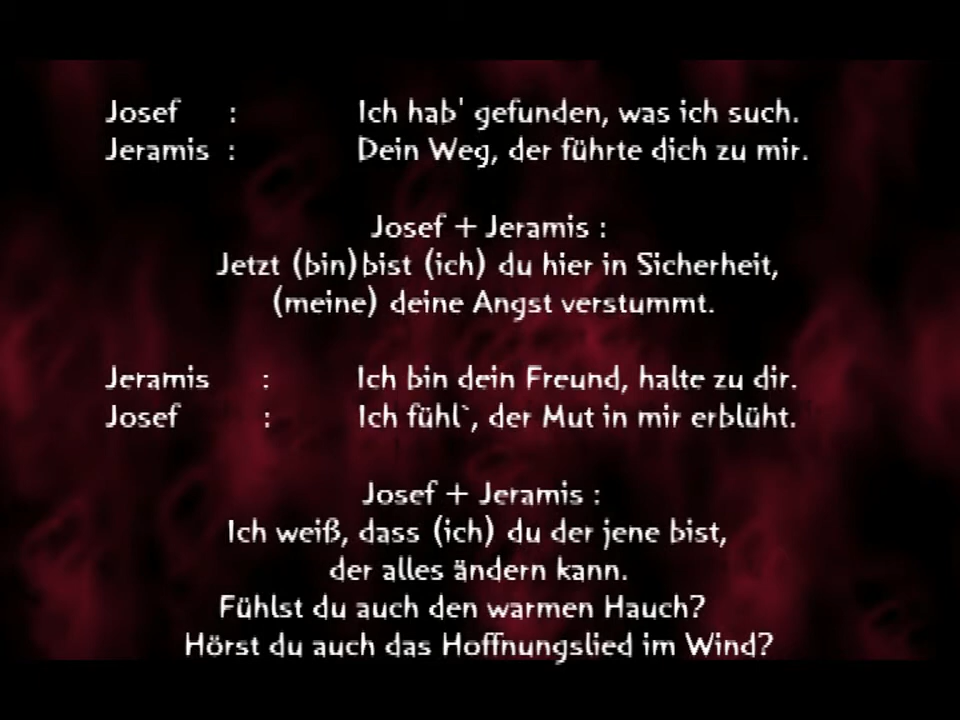 Josef : Ich hab' gefunden, was ich such.
Jeramis : Dein Weg, der führte dich zu mir.
Josef + Jeramis :
Jetzt (bin)bist (ich) du hier in Sicherheit,
(meine) deine Angst verstummt.
Jeramis : Ich bin dein Freund, halte zu dir.
Josef : Ich fühl`, der Mut in mir erblüht.
Josef + Jeramis :
Ich weiß, dass (ich) du der jene bist,
der alles ändern kann.
Fühlst du auch den warmen Hauch?
Hörst du auch das Hoffnungslied im Wind?